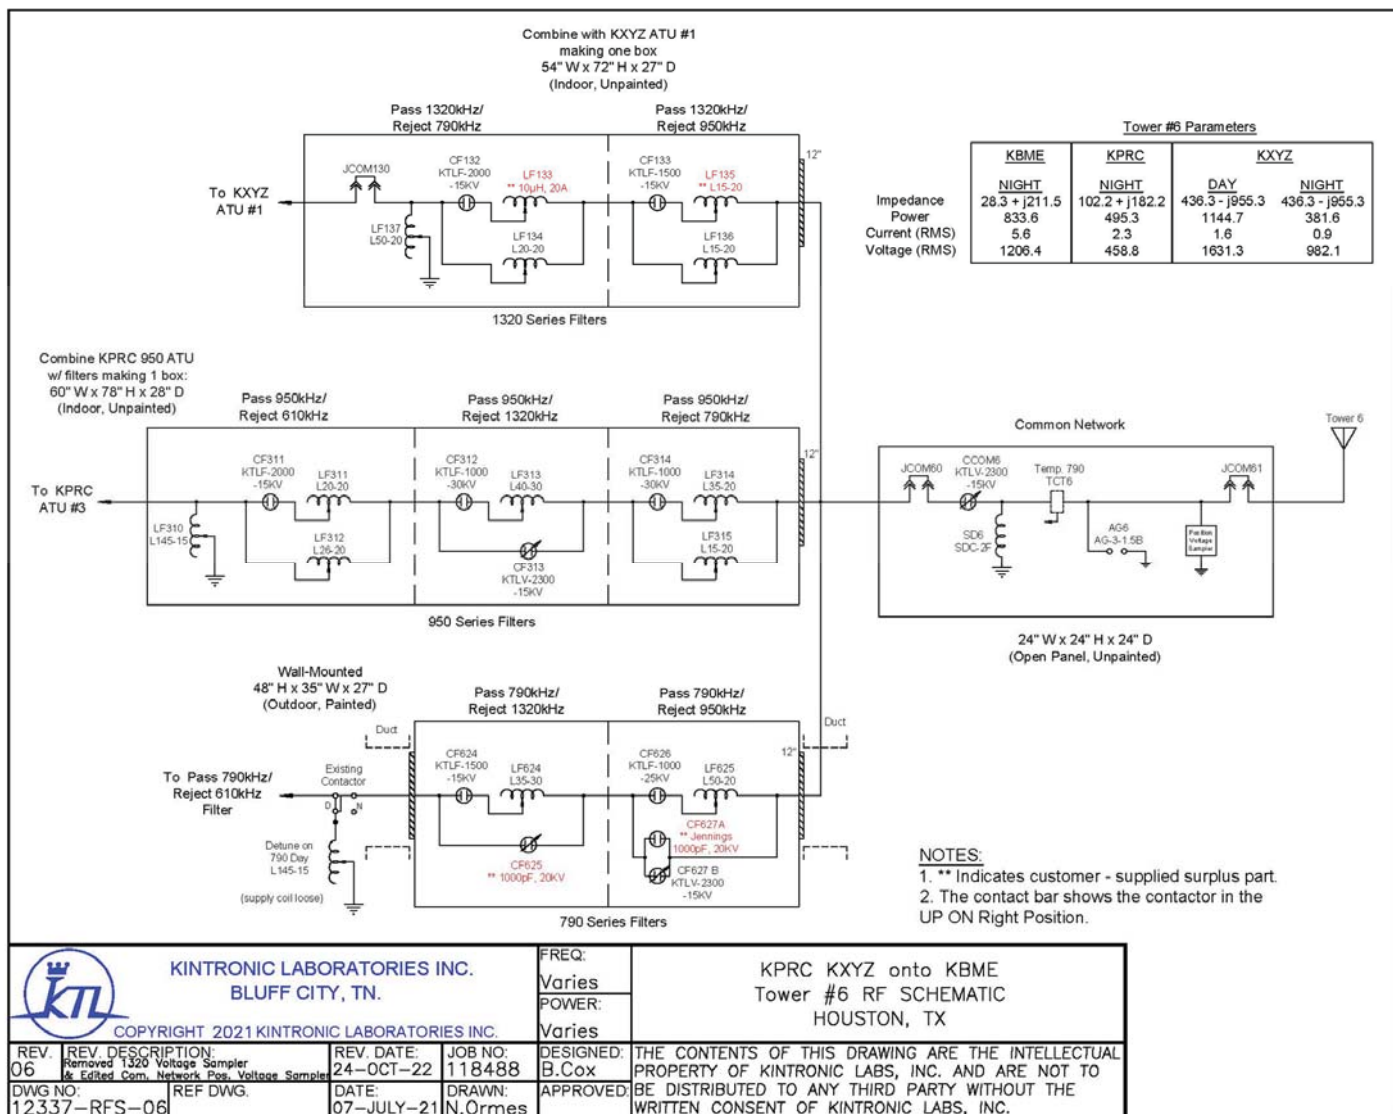 Combine with KXYZ ATU #1
making one box
54" W x 72" H x 27" D
(Indoor, Unpainted)
Pass 1320kHz/
Reject 790kHz
Pass 1320kHz/
Reject 950kHz
12"
JCOM130
CF132
KTLF-2000
-15KV
LF133
** 10µH, 20A
CF133
KTLF-1500
-15KV
LF135
** L15-20
To KXYZ
ATU #1
LF137
L50-20
LF134
L20-20
LF136
L15-20
1320 Series Filters
Tower #6 Parameters
KBME KPRC KXYZ
NIGHT NIGHT DAY NIGHT
Impedance 28.3 + j211.5 102.2 + j182.2 436.3 - j955.3 436.3 - j955.3
Power 833.6 495.3 1144.7 381.6
Current (RMS) 5.6 2.3 1.6 0.9
Voltage (RMS) 1206.4 458.8 1631.3 982.1
Combine KPRC 950 ATU
w/ filters making 1 box:
60" W x 78" H x 28" D
(Indoor, Unpainted)
Pass 950kHz/
Reject 610kHz
Pass 950kHz/
Reject 1320kHz
Pass 950kHz/
Reject 790kHz
12"
CF311
KTLF-2000
-15KV
LF311
L20-20
CF312
KTLF-1000
-30KV
LF313
L40-30
CF314
KTLF-1000
-30KV
LF314
L35-20
To KPRC
ATU #3
LF310
L145-15
LF312
L26-20
CF313
KTLV-2300
-15KV
LF315
L15-20
950 Series Filters
Common Network
Tower 6
JCOM60
CCOM6
KTLV-2300
-15KV
Temp. 790
TCT6
JCOM61
SD6
SDC-2F
AG6
AG-3-1.5B
Voltage
Sampler
24" W x 24" H x 24" D
(Open Panel, Unpainted)
Wall-Mounted
48" H x 35" W x 27" D
(Outdoor, Painted)
Pass 790kHz/
Reject 1320kHz
Pass 790kHz/
Reject 950kHz
Duct
Duct
12"
CF624
KTLF-1500
-15KV
LF624
L35-30
CF626
KTLF-1000
-25KV
LF625
L50-20
To Pass 790kHz/
Reject 610kHz
Filter
Existing
Contactor
D
N
Detune on
790 Day
L145-15
(supply coil loose)
CF625
** 1000pF, 20KV
CF627A
** Jennings
1000pF, 20KV
CF627 B
KTLV-2300
-15KV
790 Series Filters
NOTES:
1. ** Indicates customer - supplied surplus part.
2. The contact bar shows the contactor in the
UP ON Right Position.
KTL
KINTRONIC LABORATORIES INC.
BLUFF CITY, TN.
COPYRIGHT 2021 KINTRONIC LABORATORIES INC.
FREQ:
Varies
POWER:
Varies
KPRC KXYZ onto KBME
Tower #6 RF SCHEMATIC
HOUSTON, TX
REV.
06
REV. DESCRIPTION:
Removed 1320 Voltage Sampler
& Edited Com. Network Pos. Voltage Sampler
REV. DATE:
24-OCT-22
JOB NO:
118488
DESIGNED:
B.Cox
DWG NO:
12337-RFS-06
REF DWG.
DATE:
07-JULY-21
DRAWN:
N.Ormes
APPROVED:
THE CONTENTS OF THIS DRAWING ARE THE INTELLECTUAL
PROPERTY OF KINTRONIC LABS, INC. AND ARE NOT TO
BE DISTRIBUTED TO ANY THIRD PARTY WITHOUT THE
WRITTEN CONSENT OF KINTRONIC LABS, INC.